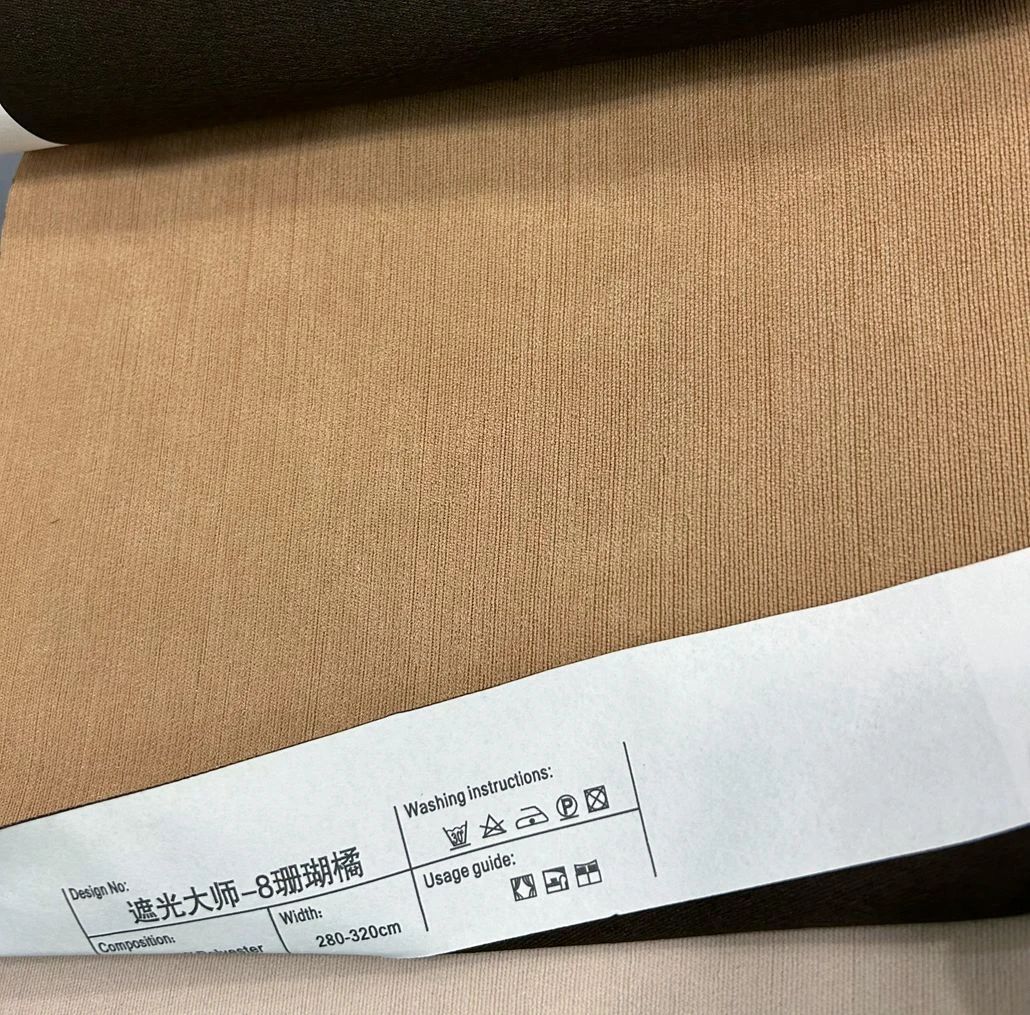 Washing instructions:
30
P
Design No:
遮光大师-8珊瑚橘
Usage guide:
Composition:
Width:
Polyester
280-320cm